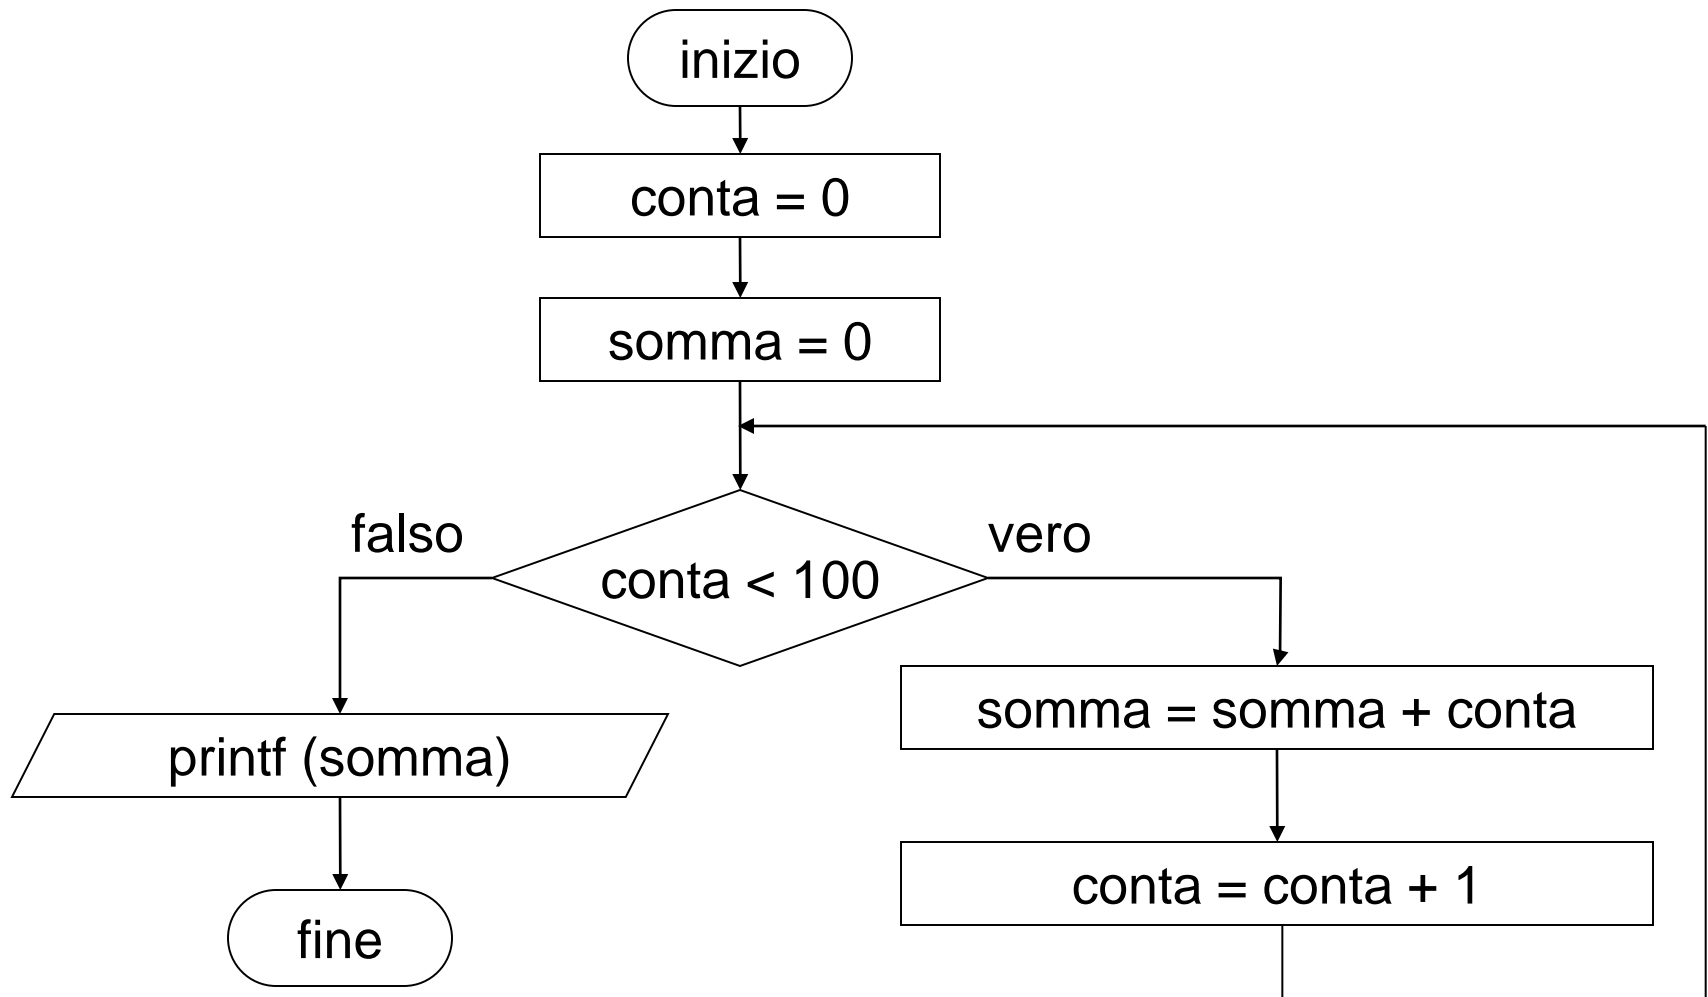 inizio
conta = 0
somma = 0
falso
vero
conta < 100
somma = somma + conta
printf (somma)
conta = conta + 1
fine